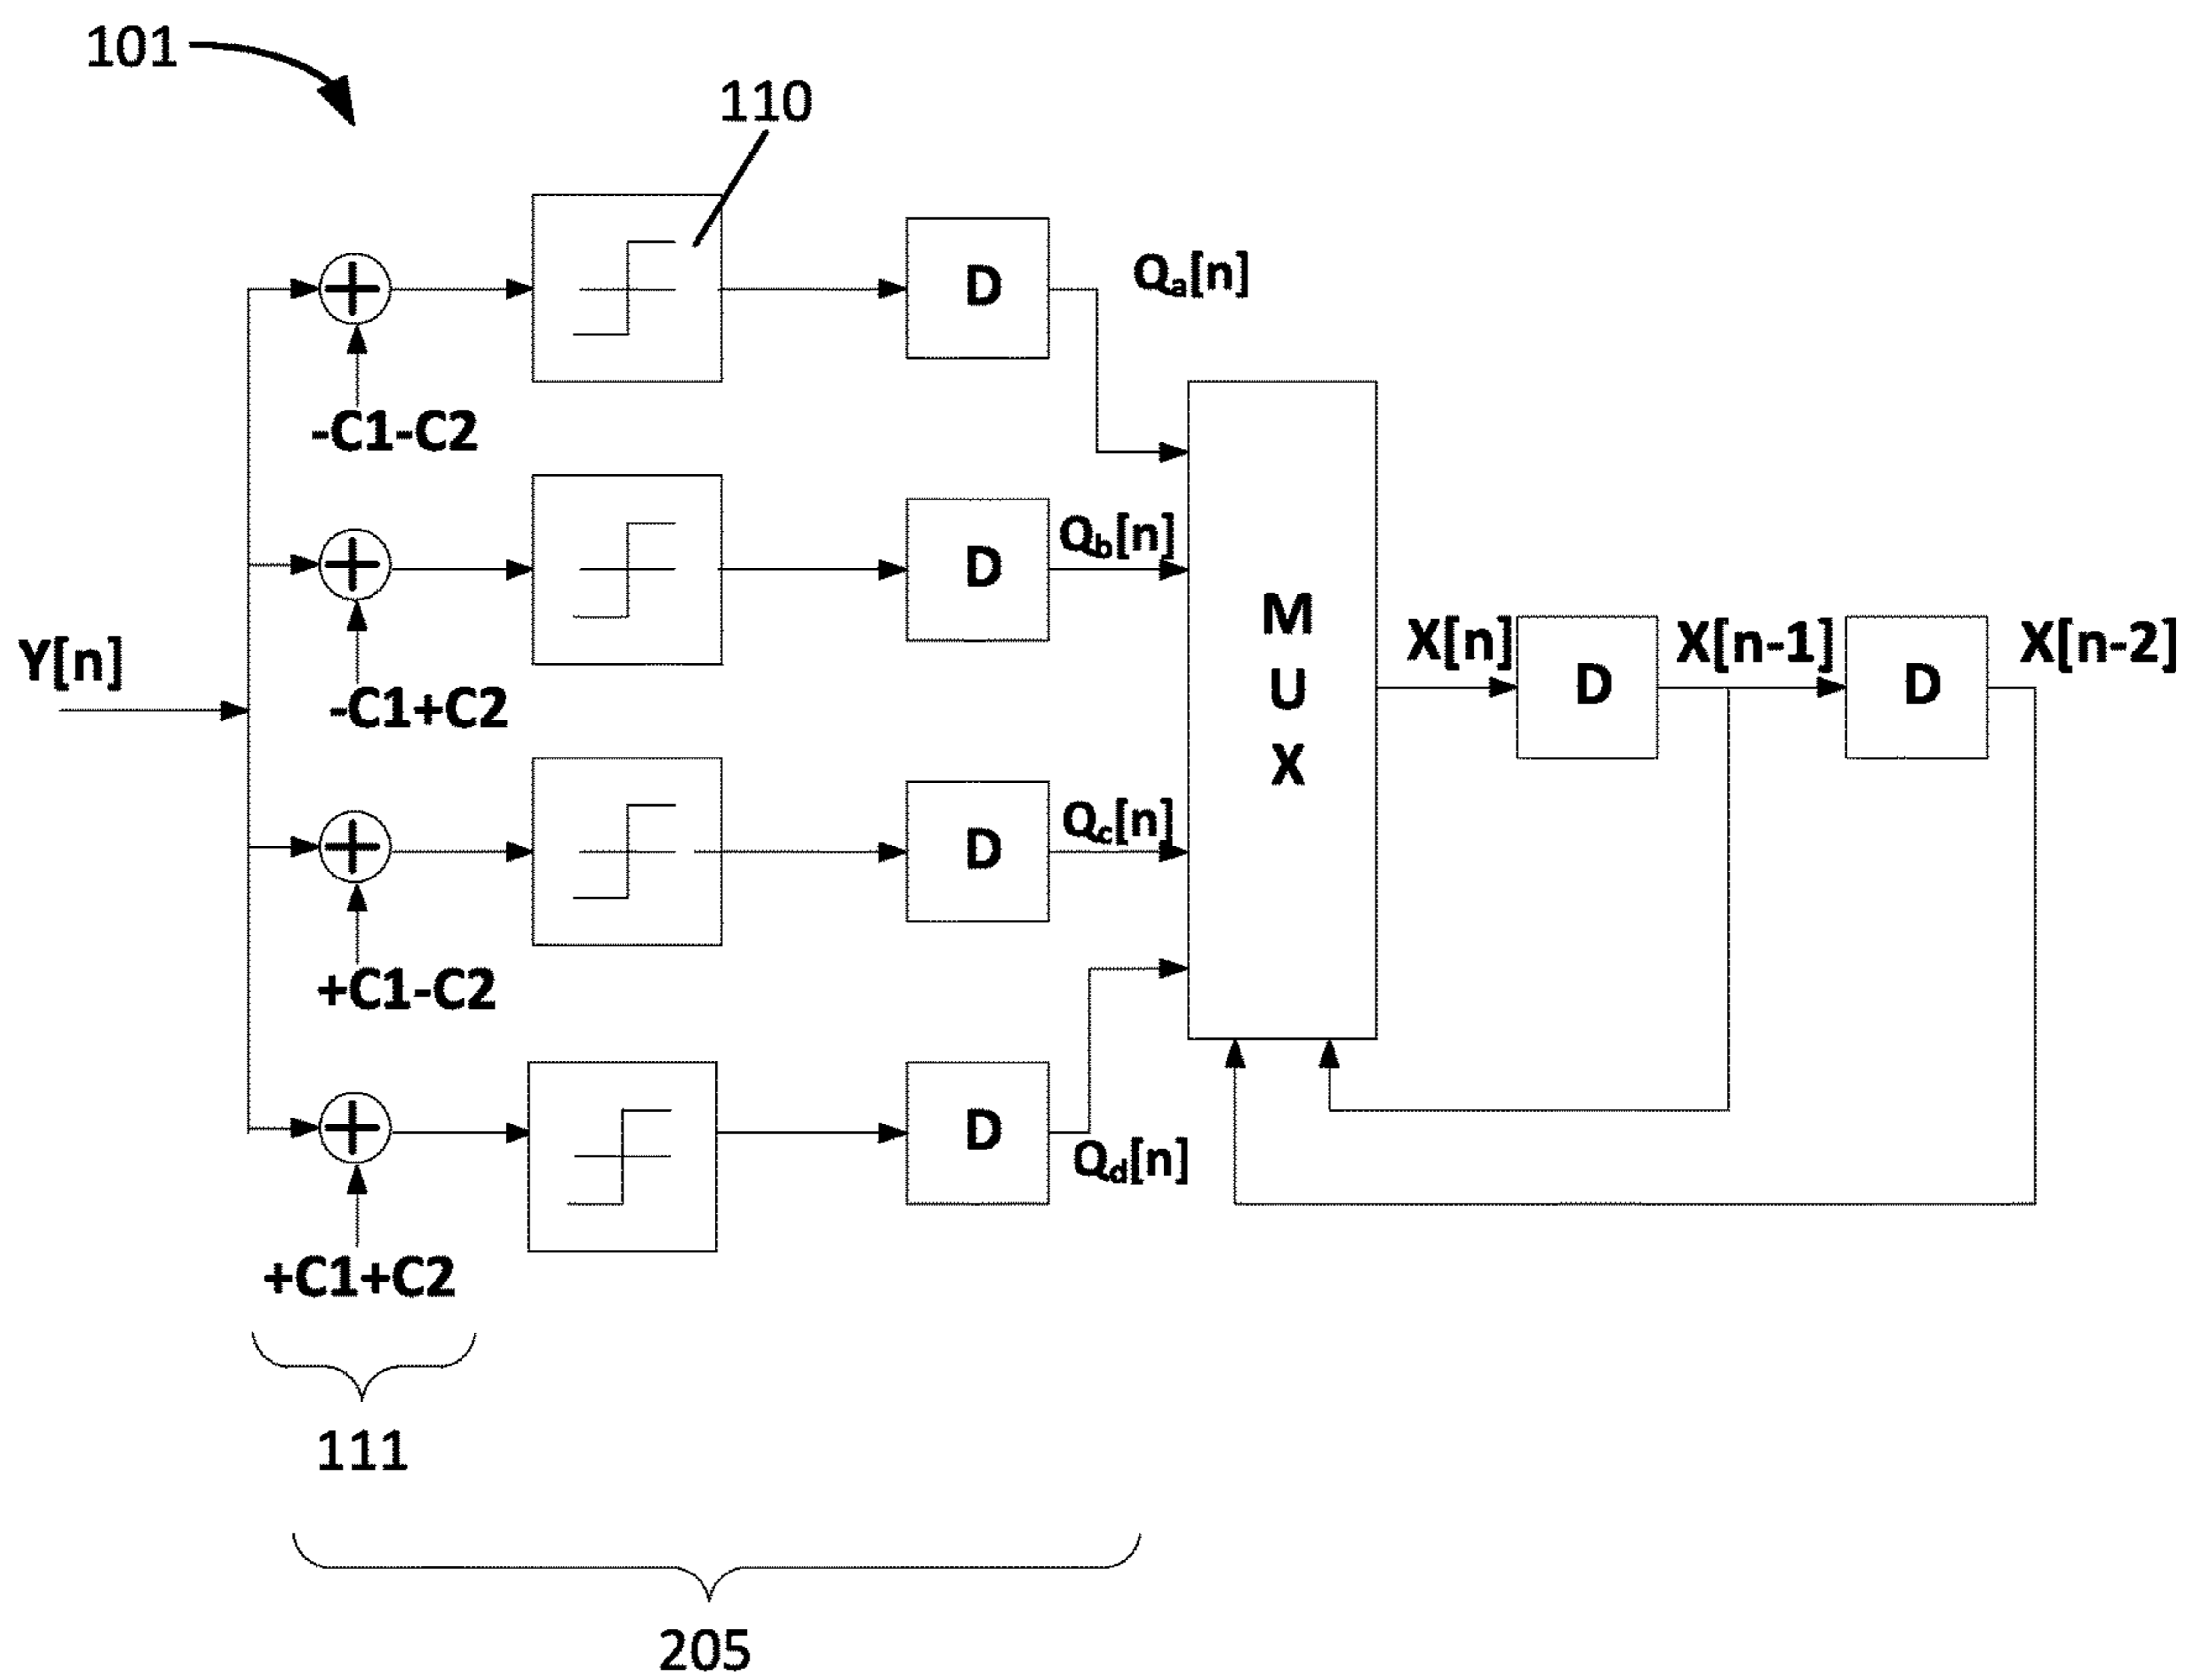 101
110
D
Qa[n]
-C1-C2
D
Qb[n]
-C1+C2
Y[n]
M
U
X
X[n]
D
X[n-1]
D
X[n-2]
D
Qc[n]
+C1-C2
D
Qd[n]
+C1+C2
111
205